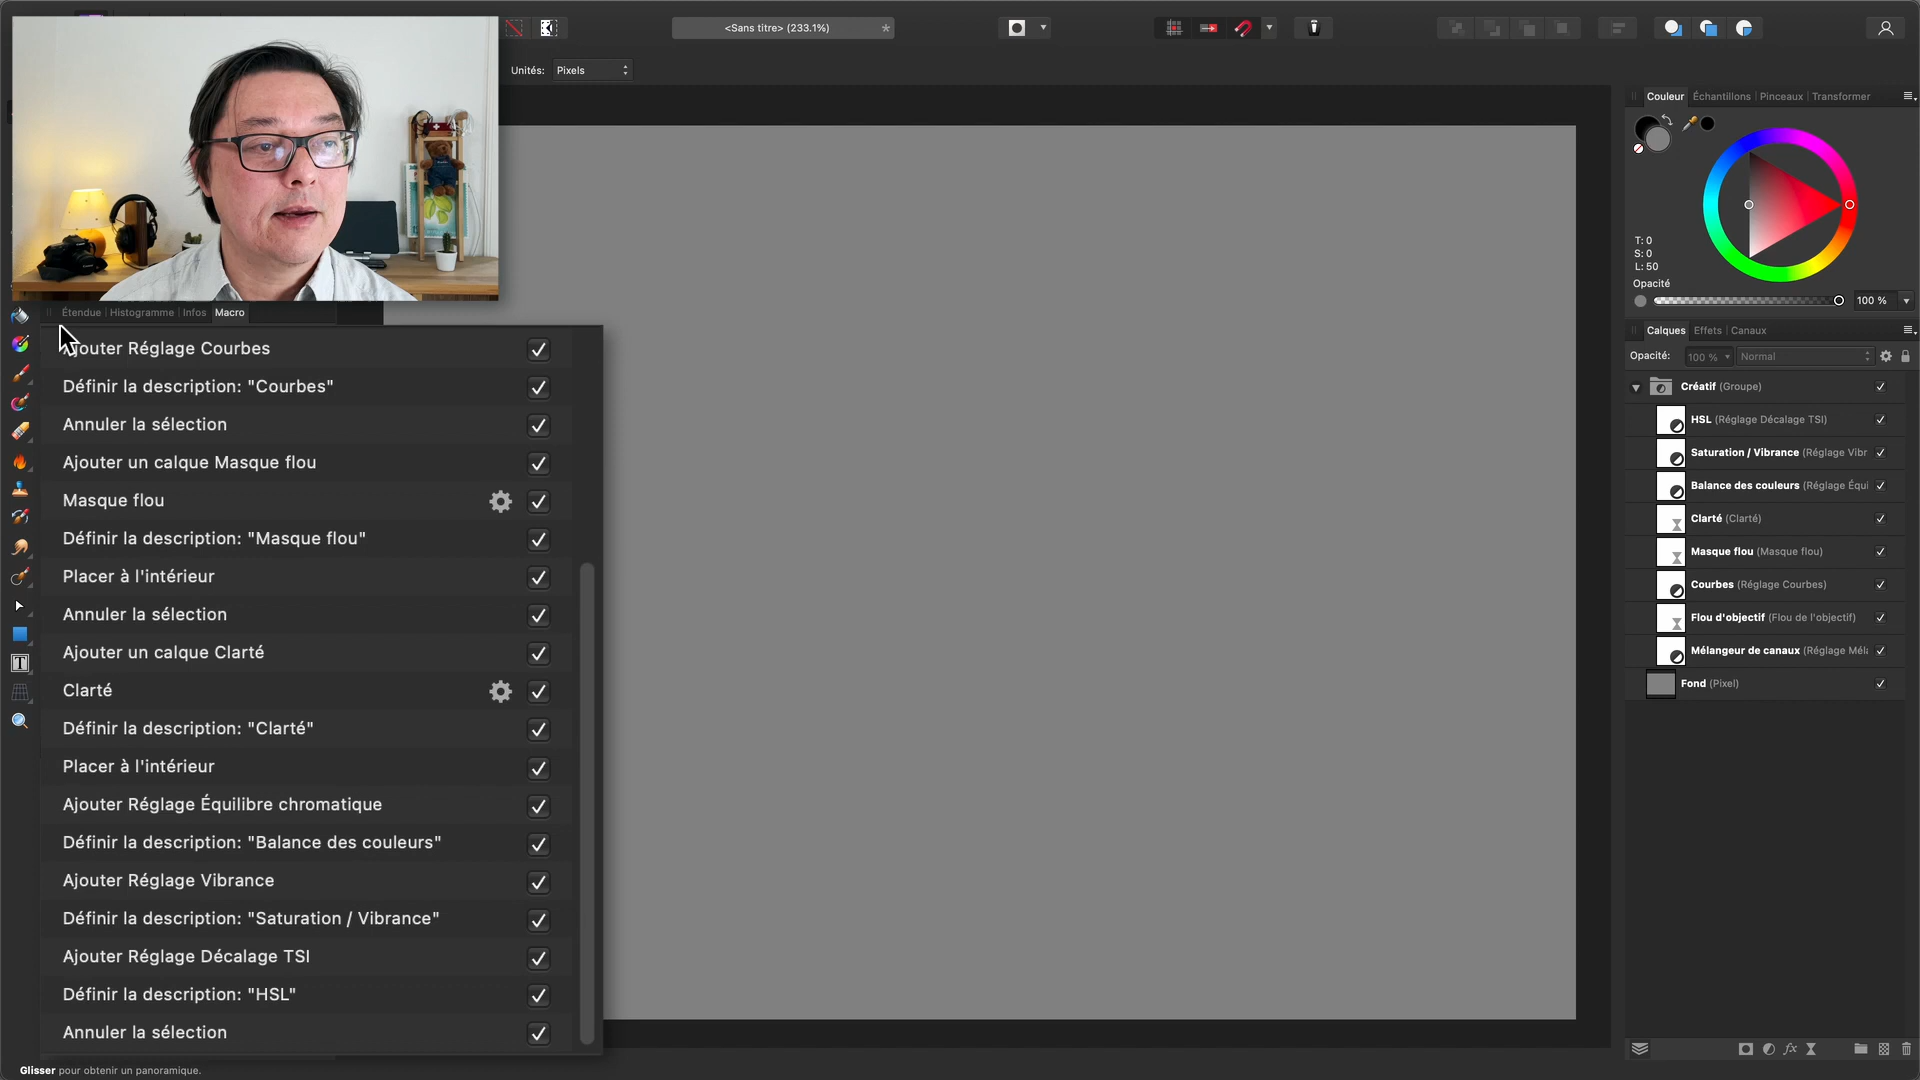 <Sans titre> (233.1%)
*
Unités: Pixels
Couleur Échantillons Pinceaux Transformer
T: 0
S: 0
L: 50
Opacité
100 %
Étendue Histogramme Infos Macro
Ajouter Réglage Courbes
Définir la description: "Courbes"
Annuler la sélection
Ajouter un calque Masque flou
Masque flou
Définir la description: "Masque flou"
Placer à l'intérieur
Annuler la sélection
Ajouter un calque Clarté
Clarté
Définir la description: "Clarté"
Placer à l'intérieur
Ajouter Réglage Équilibre chromatique
Définir la description: "Balance des couleurs"
Ajouter Réglage Vibrance
Définir la description: "Saturation / Vibrance"
Ajouter Réglage Décalage TSI
Définir la description: "HSL"
Annuler la sélection
Calques Effets Canaux
Opacité: 100 % Normal
Créatif (Groupe)
HSL (Réglage Décalage TSI)
Saturation / Vibrance (Réglage Vibr
Balance des couleurs (Réglage Équi
Clarté (Clarté)
Masque flou (Masque flou)
Courbes (Réglage Courbes)
Flou d'objectif (Flou de l'objectif)
Mélangeur de canaux (Réglage Méla
Fond (Pixel)
fx
Glisser pour obtenir un panoramique.